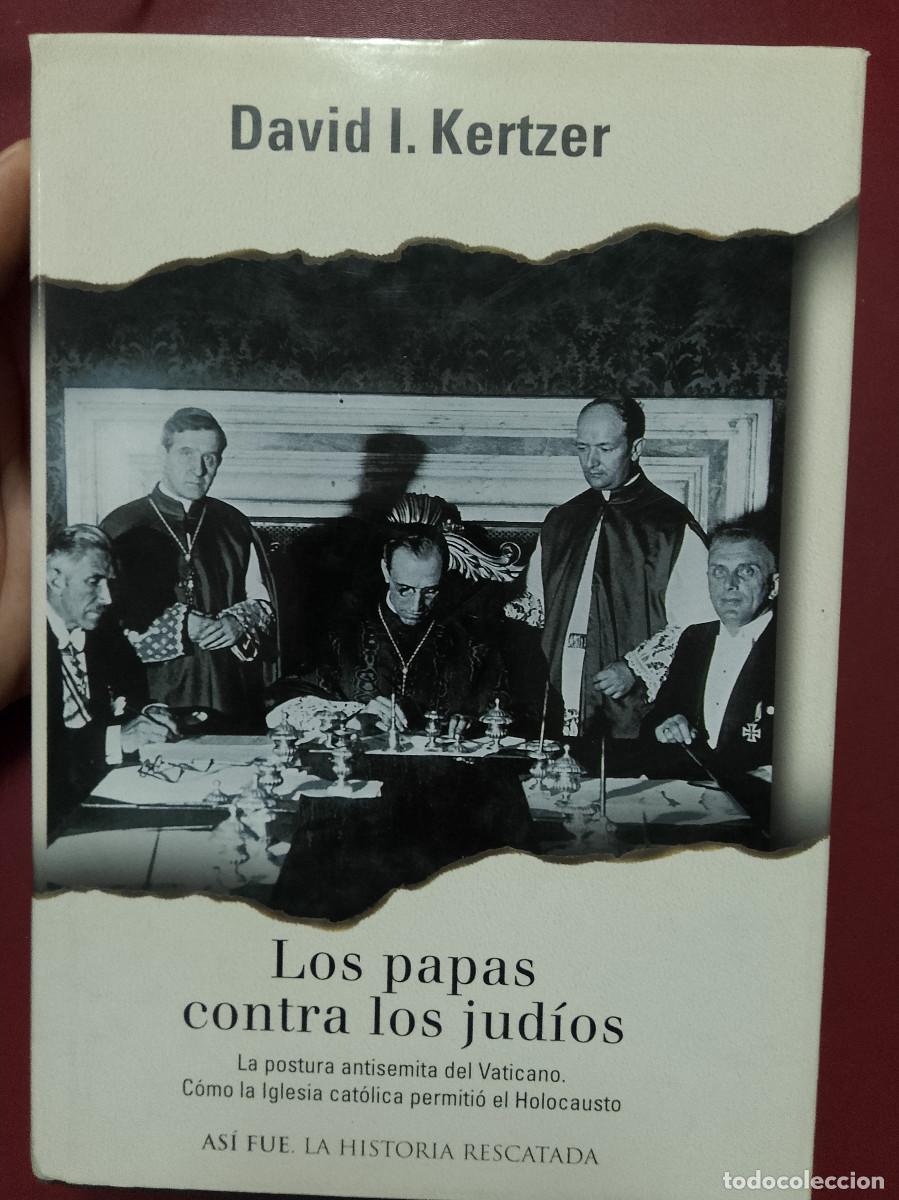 David I. Kertzer
Los papas
contra los judíos
La postura antisemita del Vaticano.
Cómo la Iglesia católica permitió el Holocausto
ASÍ FUE. LA HISTORIA RESCATADA
todocoleccion